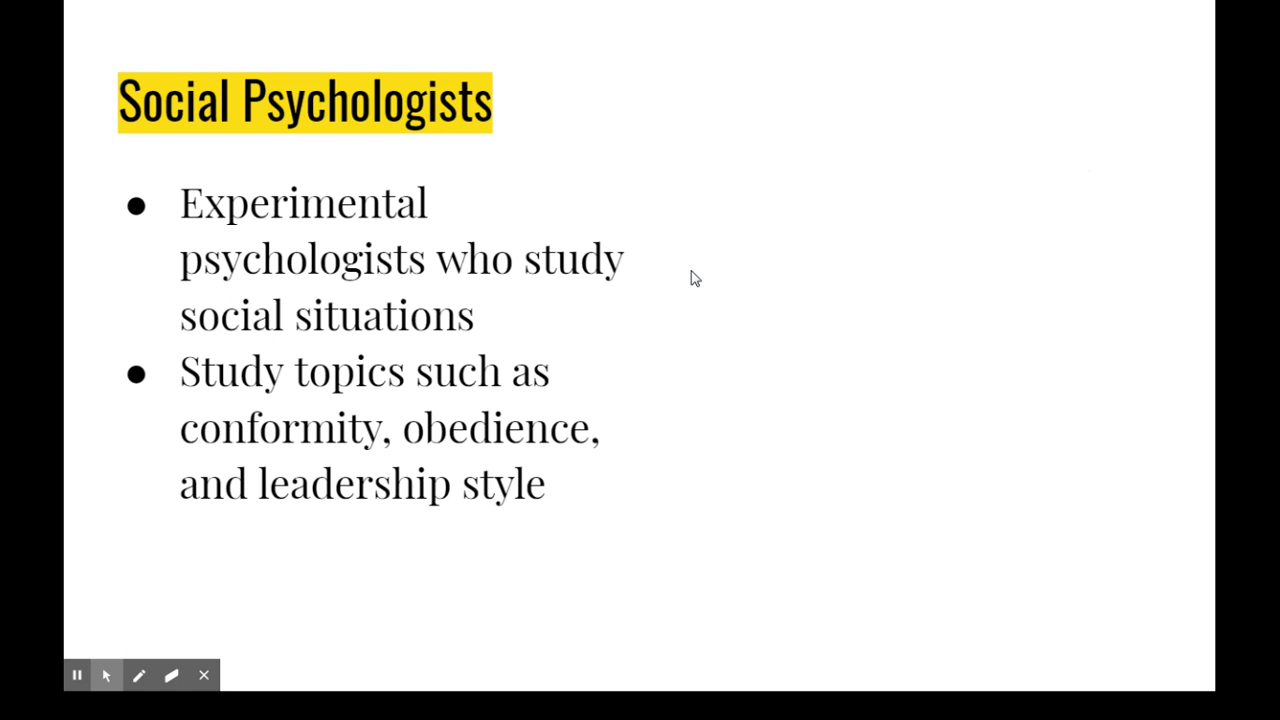 Social Psychologists
● Experimental
psychologists who study
social situations
● Study topics such as
conformity, obedience,
and leadership style